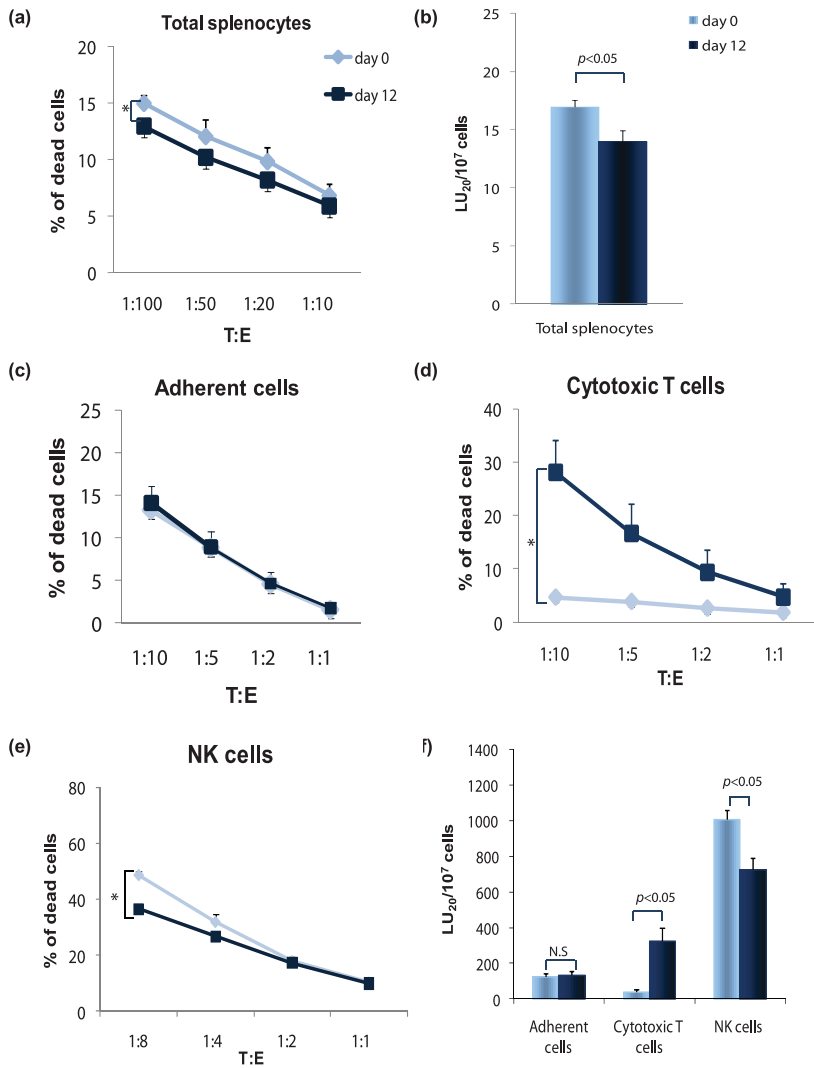 (a)
Total splenocytes
day 0
day 12
% of dead cells
20
15
10
5
0
*
1:100 1:50 1:20 1:10
T:E
(b)
day 0
day 12
p<0.05
LU20/10^7 cells
25
20
15
10
5
0
Total splenocytes
(c)
Adherent cells
% of dead cells
25
20
15
10
5
0
1:10 1:5 1:2 1:1
T:E
(d)
Cytotoxic T cells
% of dead cells
40
30
20
10
0
*
1:10 1:5 1:2 1:1
T:E
(e)
NK cells
% of dead cells
80
60
40
20
0
*
1:8 1:4 1:2 1:1
T:E
f)
LU20/10^7 cells
1400
1200
1000
800
600
400
200
0
N.S
p<0.05
p<0.05
Adherent cells
Cytotoxic T cells
NK cells